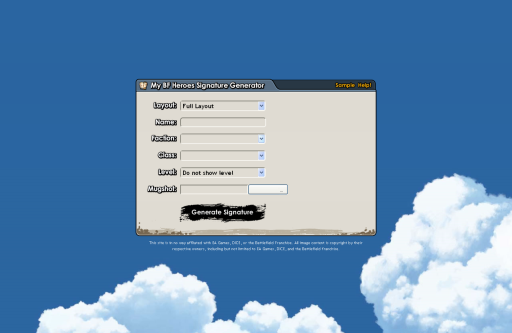 My BF Heroes Signature Generator
Sample Help!
Layout: Full Layout
Name:
Faction:
Class:
Level: Do not show level
Mugshot:
Generate Signature
This site is in no way affiliated with EA Games, DICE, or the Battlefield Franchise. All image content is copyright by their
respective owners, including but not limited to EA Games, DICE, and the Battlefield franchise.